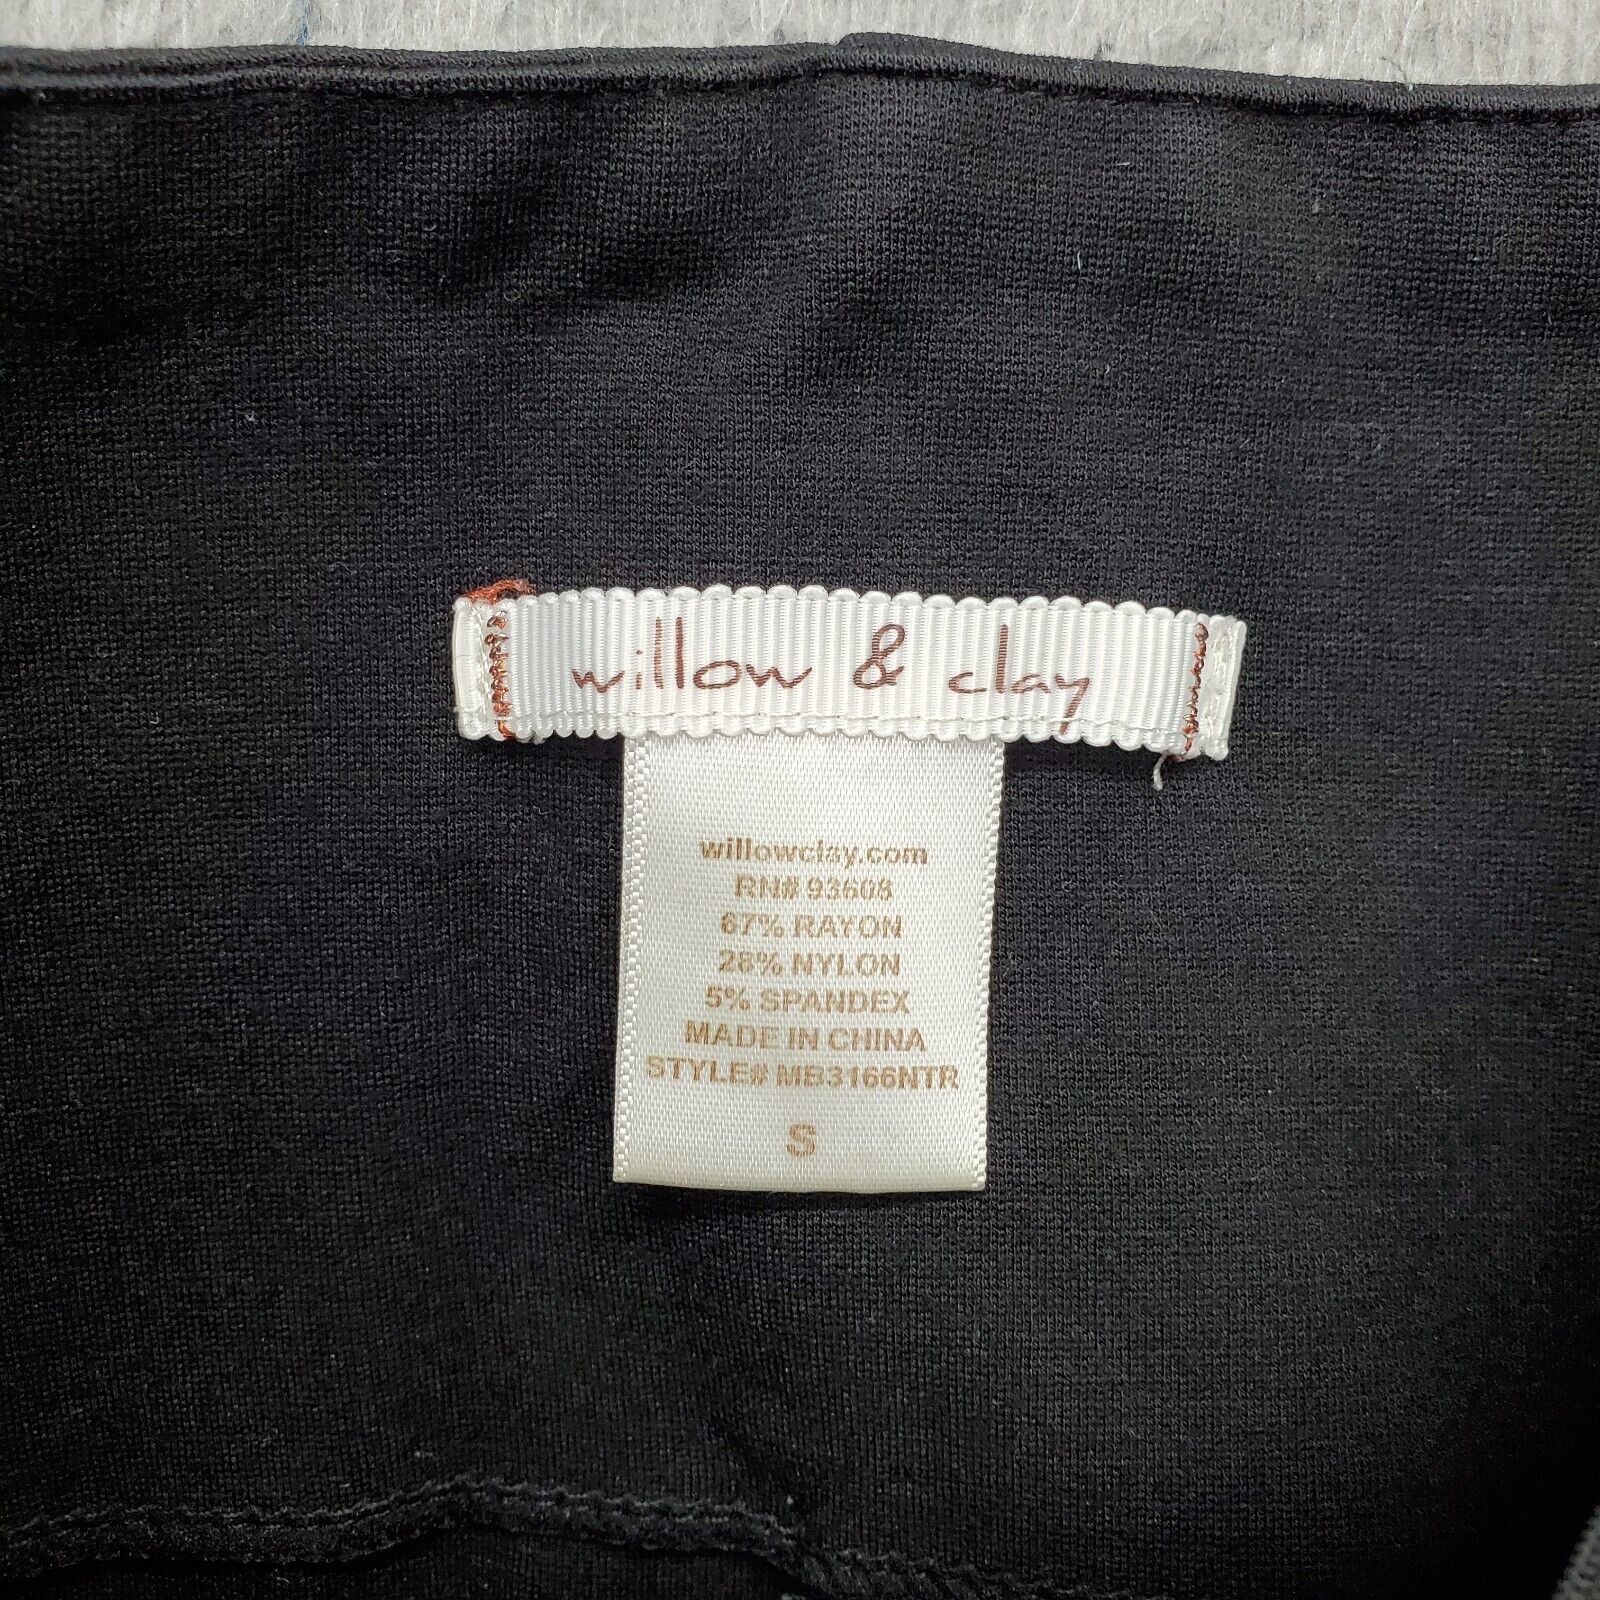 willow & clay
willowclay.com
RN# 93608
67% RAYON
28% NYLON
5% SPANDEX
MADE IN CHINA
STYLE# MB3166NTR
S